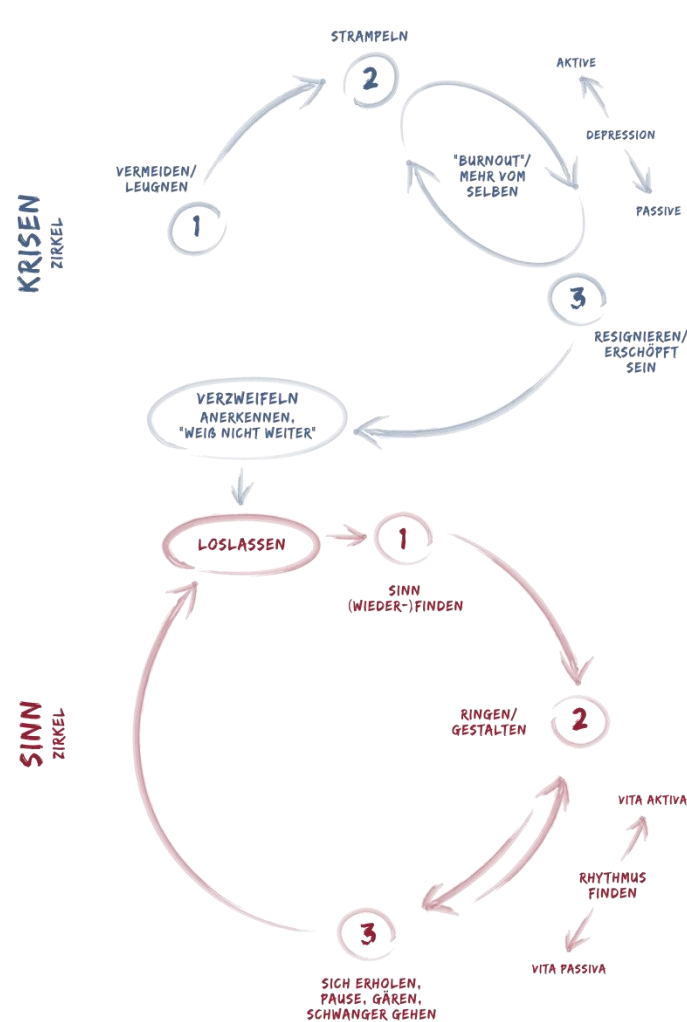 KRISEN
ZIRKEL
STRAMPELN
2
AKTIVE
DEPRESSION
PASSIVE
VERMEIDEN/
LEUGNEN
1
"BURNOUT"/
MEHR VOM
SELBEN
3
RESIGNIEREN/
ERSCHÖPFT
SEIN
VERZWEIFELN
ANERKENNEN,
"WEIß NICHT WEITER"
SINN
ZIRKEL
LOSLASSEN
1
SINN
(WIEDER-)FINDEN
RINGEN/
GESTALTEN
2
VITA AKTIVA
RHYTHMUS
FINDEN
VITA PASSIVA
3
SICH ERHOLEN,
PAUSE, GÄREN,
SCHWANGER GEHEN